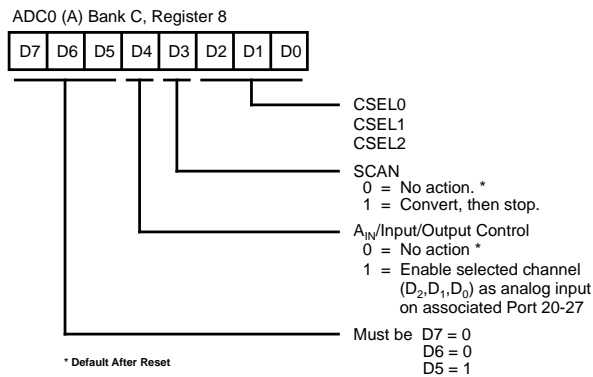 ADC0 (A) Bank C, Register 8
D7 D6 D5 D4 D3 D2 D1 D0
CSEL0
CSEL1
CSEL2
SCAN
0 = No action. *
1 = Convert, then stop.
AIN/Input/Output Control
0 = No action *
1 = Enable selected channel
(D2,D1,D0) as analog input
on associated Port 20-27
Must be D7 = 0
D6 = 0
D5 = 1
* Default After Reset